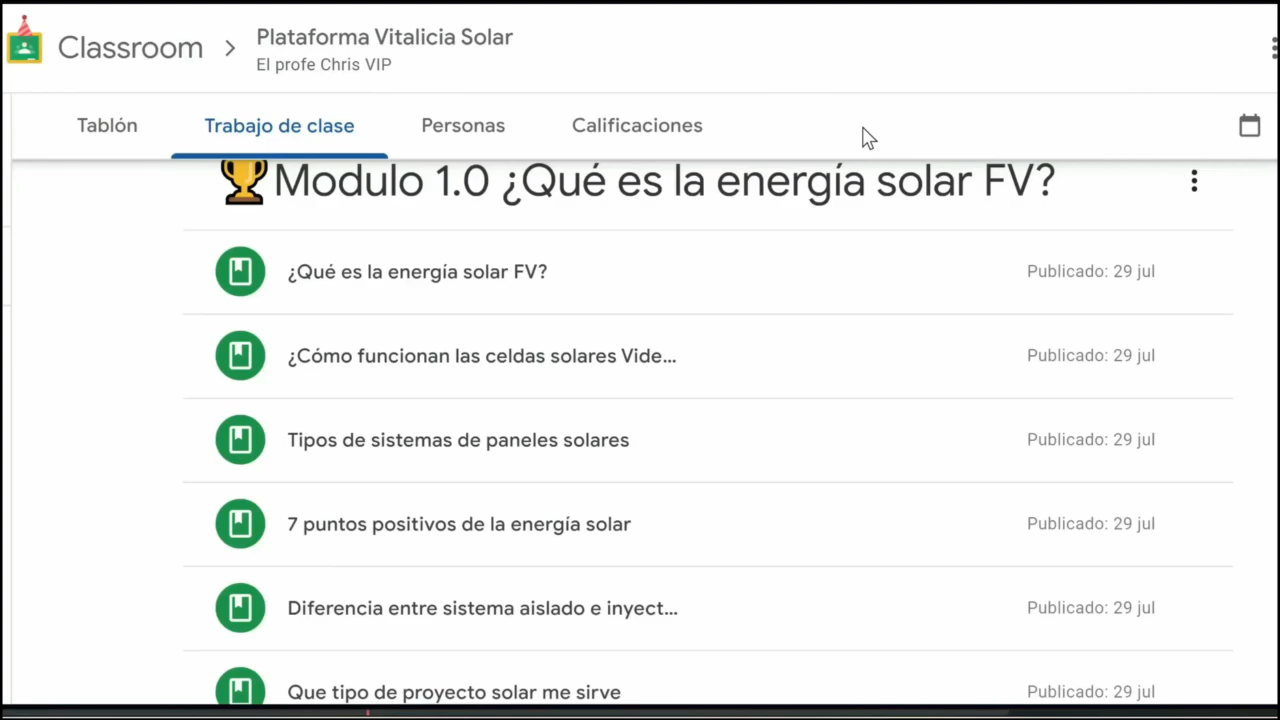 Classroom
Plataforma Vitalicia Solar
El profe Chris VIP
Tablón
Trabajo de clase
Personas
Calificaciones
Modulo 1.0 ¿Qué es la energía solar FV?
¿Qué es la energía solar FV?
Publicado: 29 jul
¿Cómo funcionan las celdas solares Vide...
Publicado: 29 jul
Tipos de sistemas de paneles solares
Publicado: 29 jul
7 puntos positivos de la energía solar
Publicado: 29 jul
Diferencia entre sistema aislado e inyect...
Publicado: 29 jul
Que tipo de proyecto solar me sirve
Publicado: 29 jul